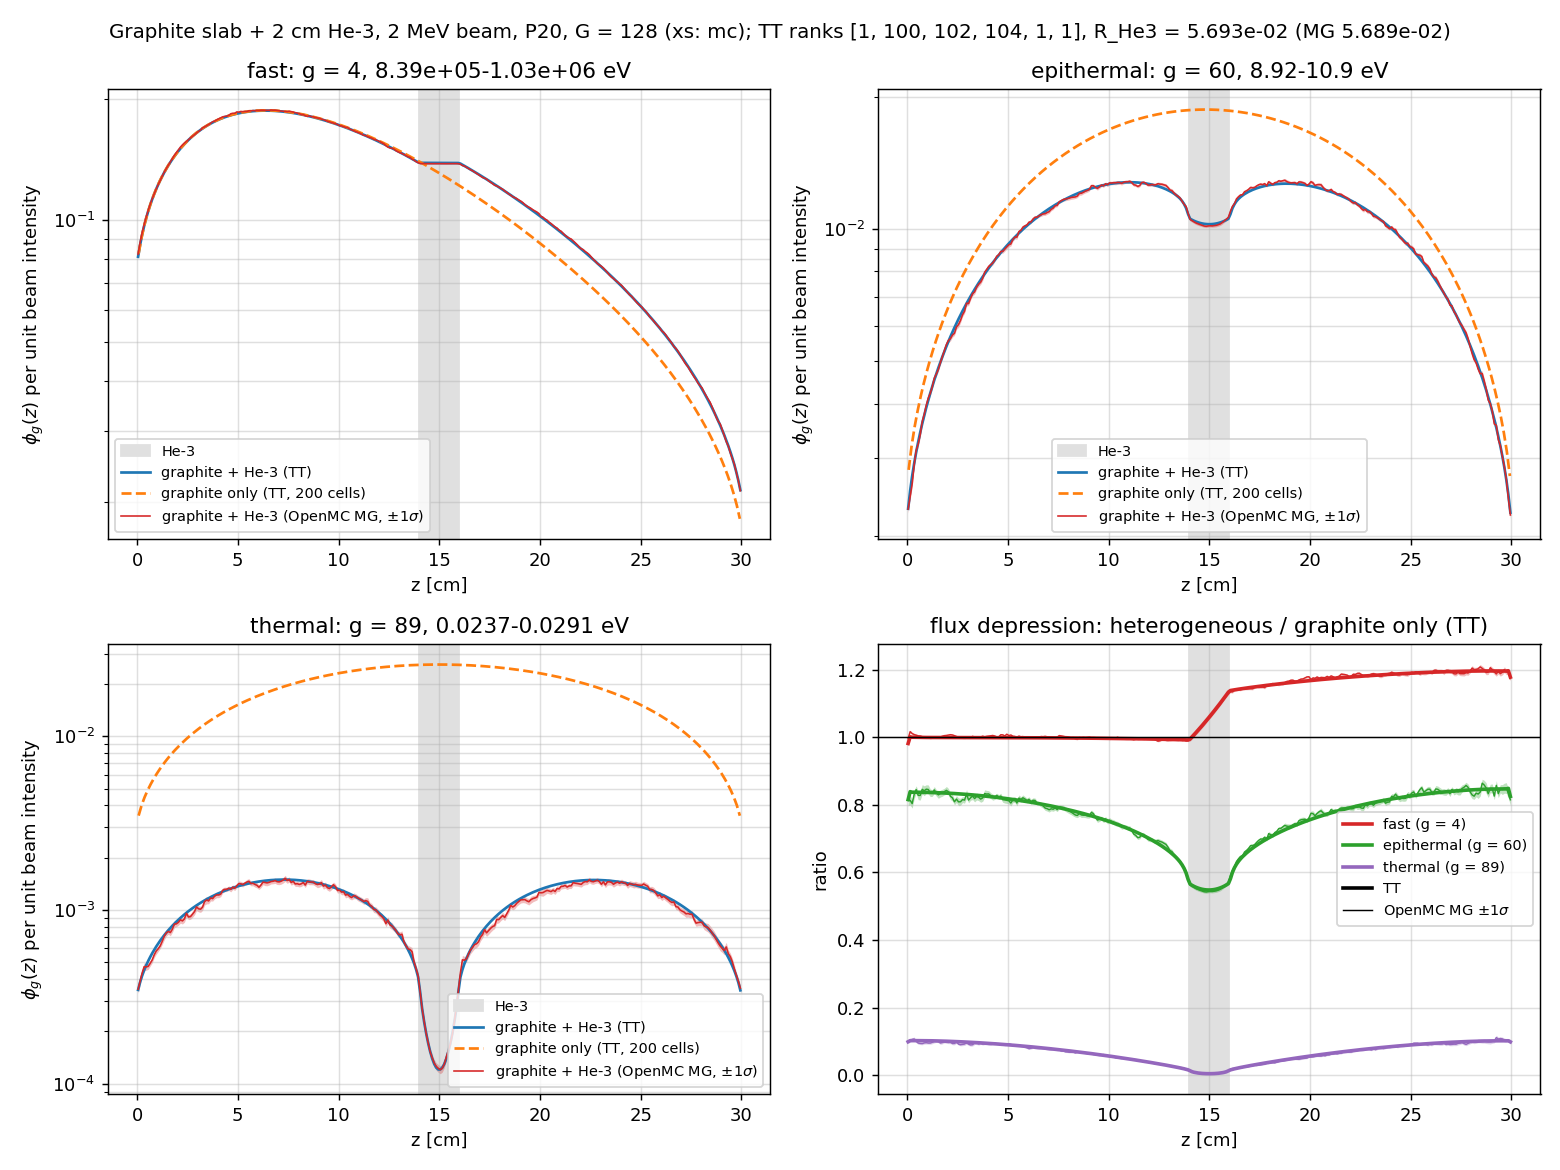 Graphite slab + 2 cm He-3, 2 MeV beam, P20, G = 128 (xs: mc); TT ranks [1, 100, 102, 104, 1, 1], R_He3 = 5.693e-02 (MG 5.689e-02)
fast: g = 4, 8.39e+05-1.03e+06 eV
ϕg(z) per unit beam intensity
10⁻¹
He-3
graphite + He-3 (TT)
graphite only (TT, 200 cells)
graphite + He-3 (OpenMC MG, ±1σ)
0 5 10 15 20 25 30
z [cm]
epithermal: g = 60, 8.92-10.9 eV
ϕg(z) per unit beam intensity
10⁻²
He-3
graphite + He-3 (TT)
graphite only (TT, 200 cells)
graphite + He-3 (OpenMC MG, ±1σ)
0 5 10 15 20 25 30
z [cm]
thermal: g = 89, 0.0237-0.0291 eV
ϕg(z) per unit beam intensity
10⁻²
10⁻³
10⁻⁴
He-3
graphite + He-3 (TT)
graphite only (TT, 200 cells)
graphite + He-3 (OpenMC MG, ±1σ)
0 5 10 15 20 25 30
z [cm]
flux depression: heterogeneous / graphite only (TT)
ratio
1.2
1.0
0.8
0.6
0.4
0.2
0.0
fast (g = 4)
epithermal (g = 60)
thermal (g = 89)
TT
OpenMC MG ±1σ
0 5 10 15 20 25 30
z [cm]